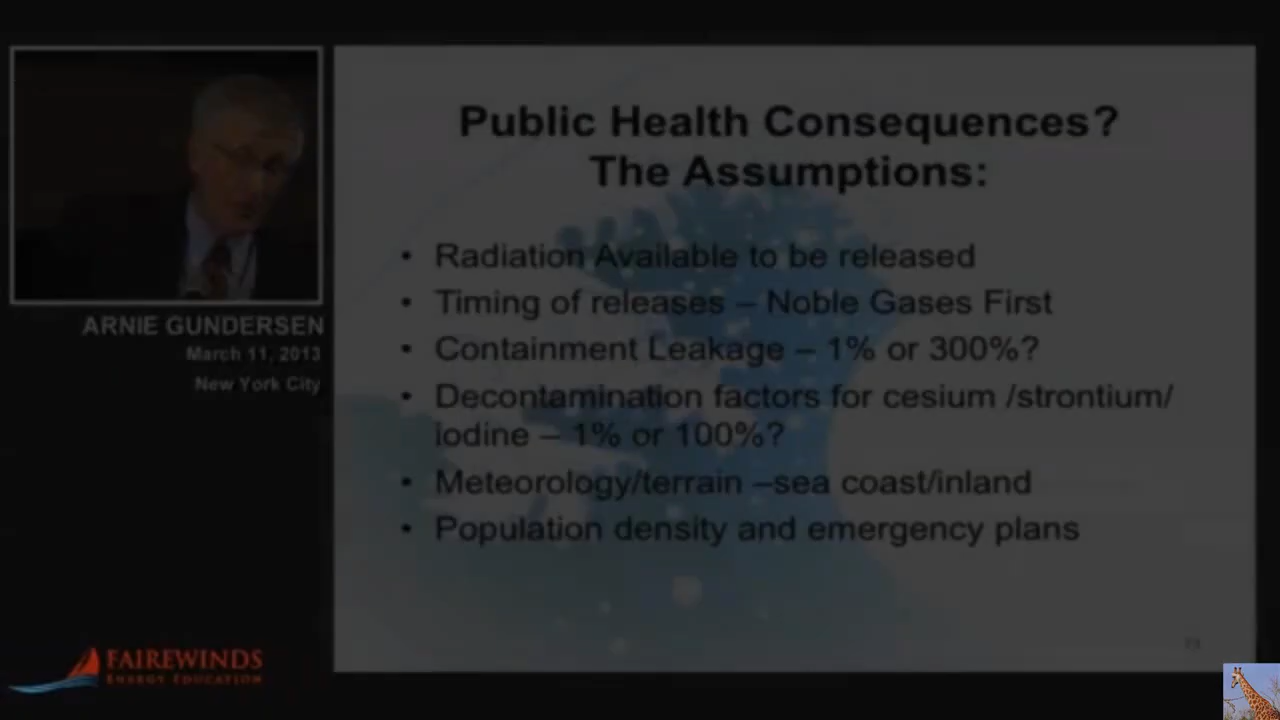 Public Health Consequences?
The Assumptions:
• Radiation Available to be released
• Timing of releases – Noble Gases First
• Containment Leakage – 1% or 300%?
• Decontamination factors for cesium /strontium/
iodine – 1% or 100%?
• Meteorology/terrain –sea coast/inland
• Population density and emergency plans
ARNIE GUNDERSEN
March 11, 2013
New York City
FAIREWINDS
ENERGY EDUCATION